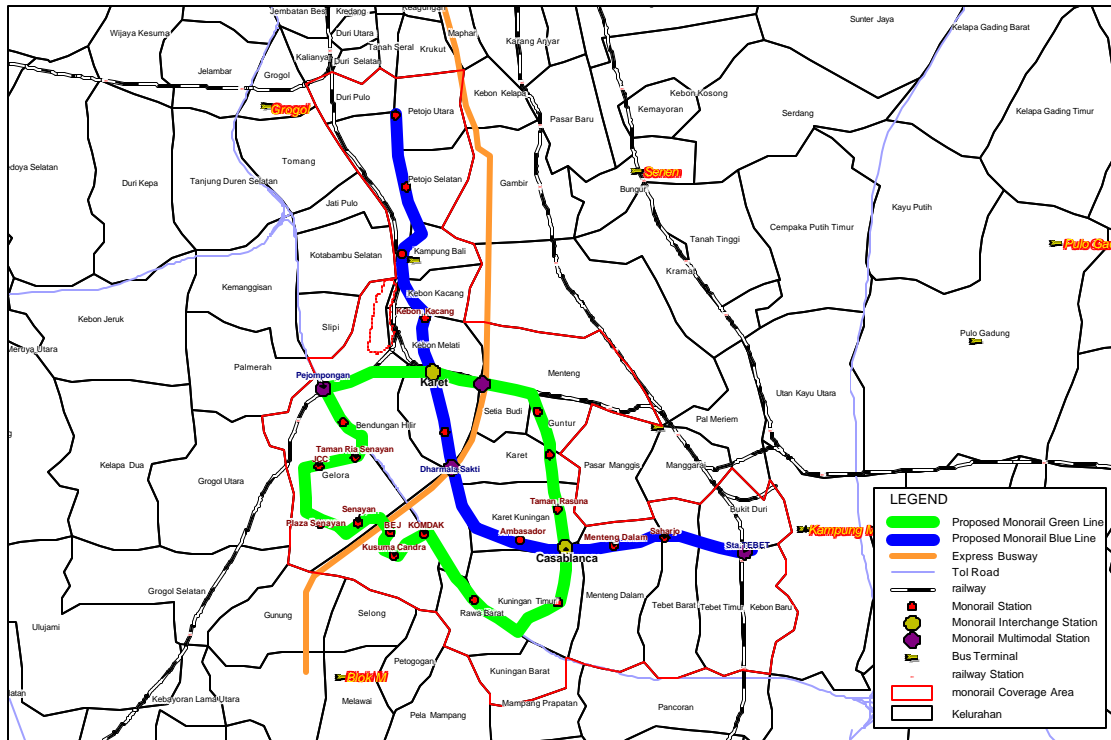 Jembatan Bes
Kredang
Keagungan
Maphar
Wijaya Kesuma
Duri Utara
Tanah Seral
Krukut
Karang Anyar
Sunter Jaya
Kelapa Gading Barat
Kalianyar
Duri Selatan
Jelambar
Grogol
Duri Pulo
Kebon Kelapa
Kebon Kosong
Kemayoran
Serdang
Kelapa Gading Timur
Grogol
Petojo Utara
Pasar Baru
edoya Selatan
Duri Kepa
Tomang
Tanjung Duren Selatan
Petojo Selatan
Gambir
Senen
Bungur
Jati Pulo
Kayu Putih
Cempaka Putih Timur
Tanah Tinggi
Kotabambu Selatan
Kampung Bali
Pulo Ga
Kramat
Kemanggisan
Kebon Kacang
Kebon Kacang
Kebon Jeruk
Slipi
Pulo Gadung
Meruya Utara
Kebon Melati
Palmerah
Pejompongan
Karet
Menteng
Utan Kayu Utara
Setia Budi
Guntur
Pal Meriem
Bendungan Hilir
Kelapa Dua
Taman Ria Senayan
ICC
Gelora
Karet
Dharmala Sakti
Pasar Manggis
Manggarai
Grogol Utara
Bukit Duri
Taman Rasuna
Senayan
Plaza Senayan
BEJ
KOMDAK
Karet Kuningan
Ambasador
Menteng Dalam
Saharjo
Sta.TEBET
Kampung M
Kusuma Candra
Casablanca
Grogol Selatan
Gunung
Selong
Rawa Barat
Kuningan Timur
Menteng Dalam
Tebet Barat
Tebet Timur
Kebon Baru
Ulujami
Petogogan
Kuningan Barat
Blok M
Melawai
Kebayoran Lama Utara
Mampang Prapatan
Pela Mampang
Pancoran
LEGEND
Proposed Monorail Green Line
Proposed Monorail Blue Line
Express Busway
Tol Road
railway
Monorail Station
Monorail Interchange Station
Monorail Multimodal Station
Bus Terminal
railway Station
monorail Coverage Area
Kelurahan